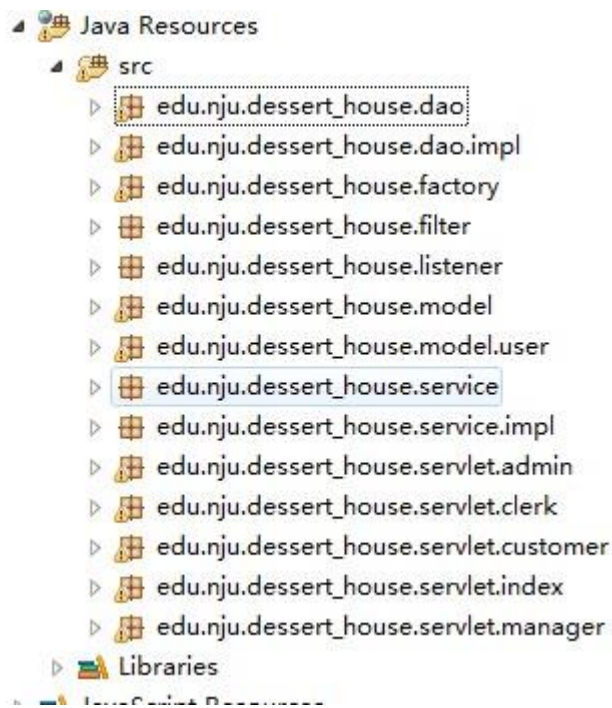 Java Resources
src
edu.nju.dessert_house.dao
edu.nju.dessert_house.dao.impl
edu.nju.dessert_house.factory
edu.nju.dessert_house.filter
edu.nju.dessert_house.listener
edu.nju.dessert_house.model
edu.nju.dessert_house.model.user
edu.nju.dessert_house.service
edu.nju.dessert_house.service.impl
edu.nju.dessert_house.servlet.admin
edu.nju.dessert_house.servlet.clerk
edu.nju.dessert_house.servlet.customer
edu.nju.dessert_house.servlet.index
edu.nju.dessert_house.servlet.manager
Libraries
JavaScript Resources